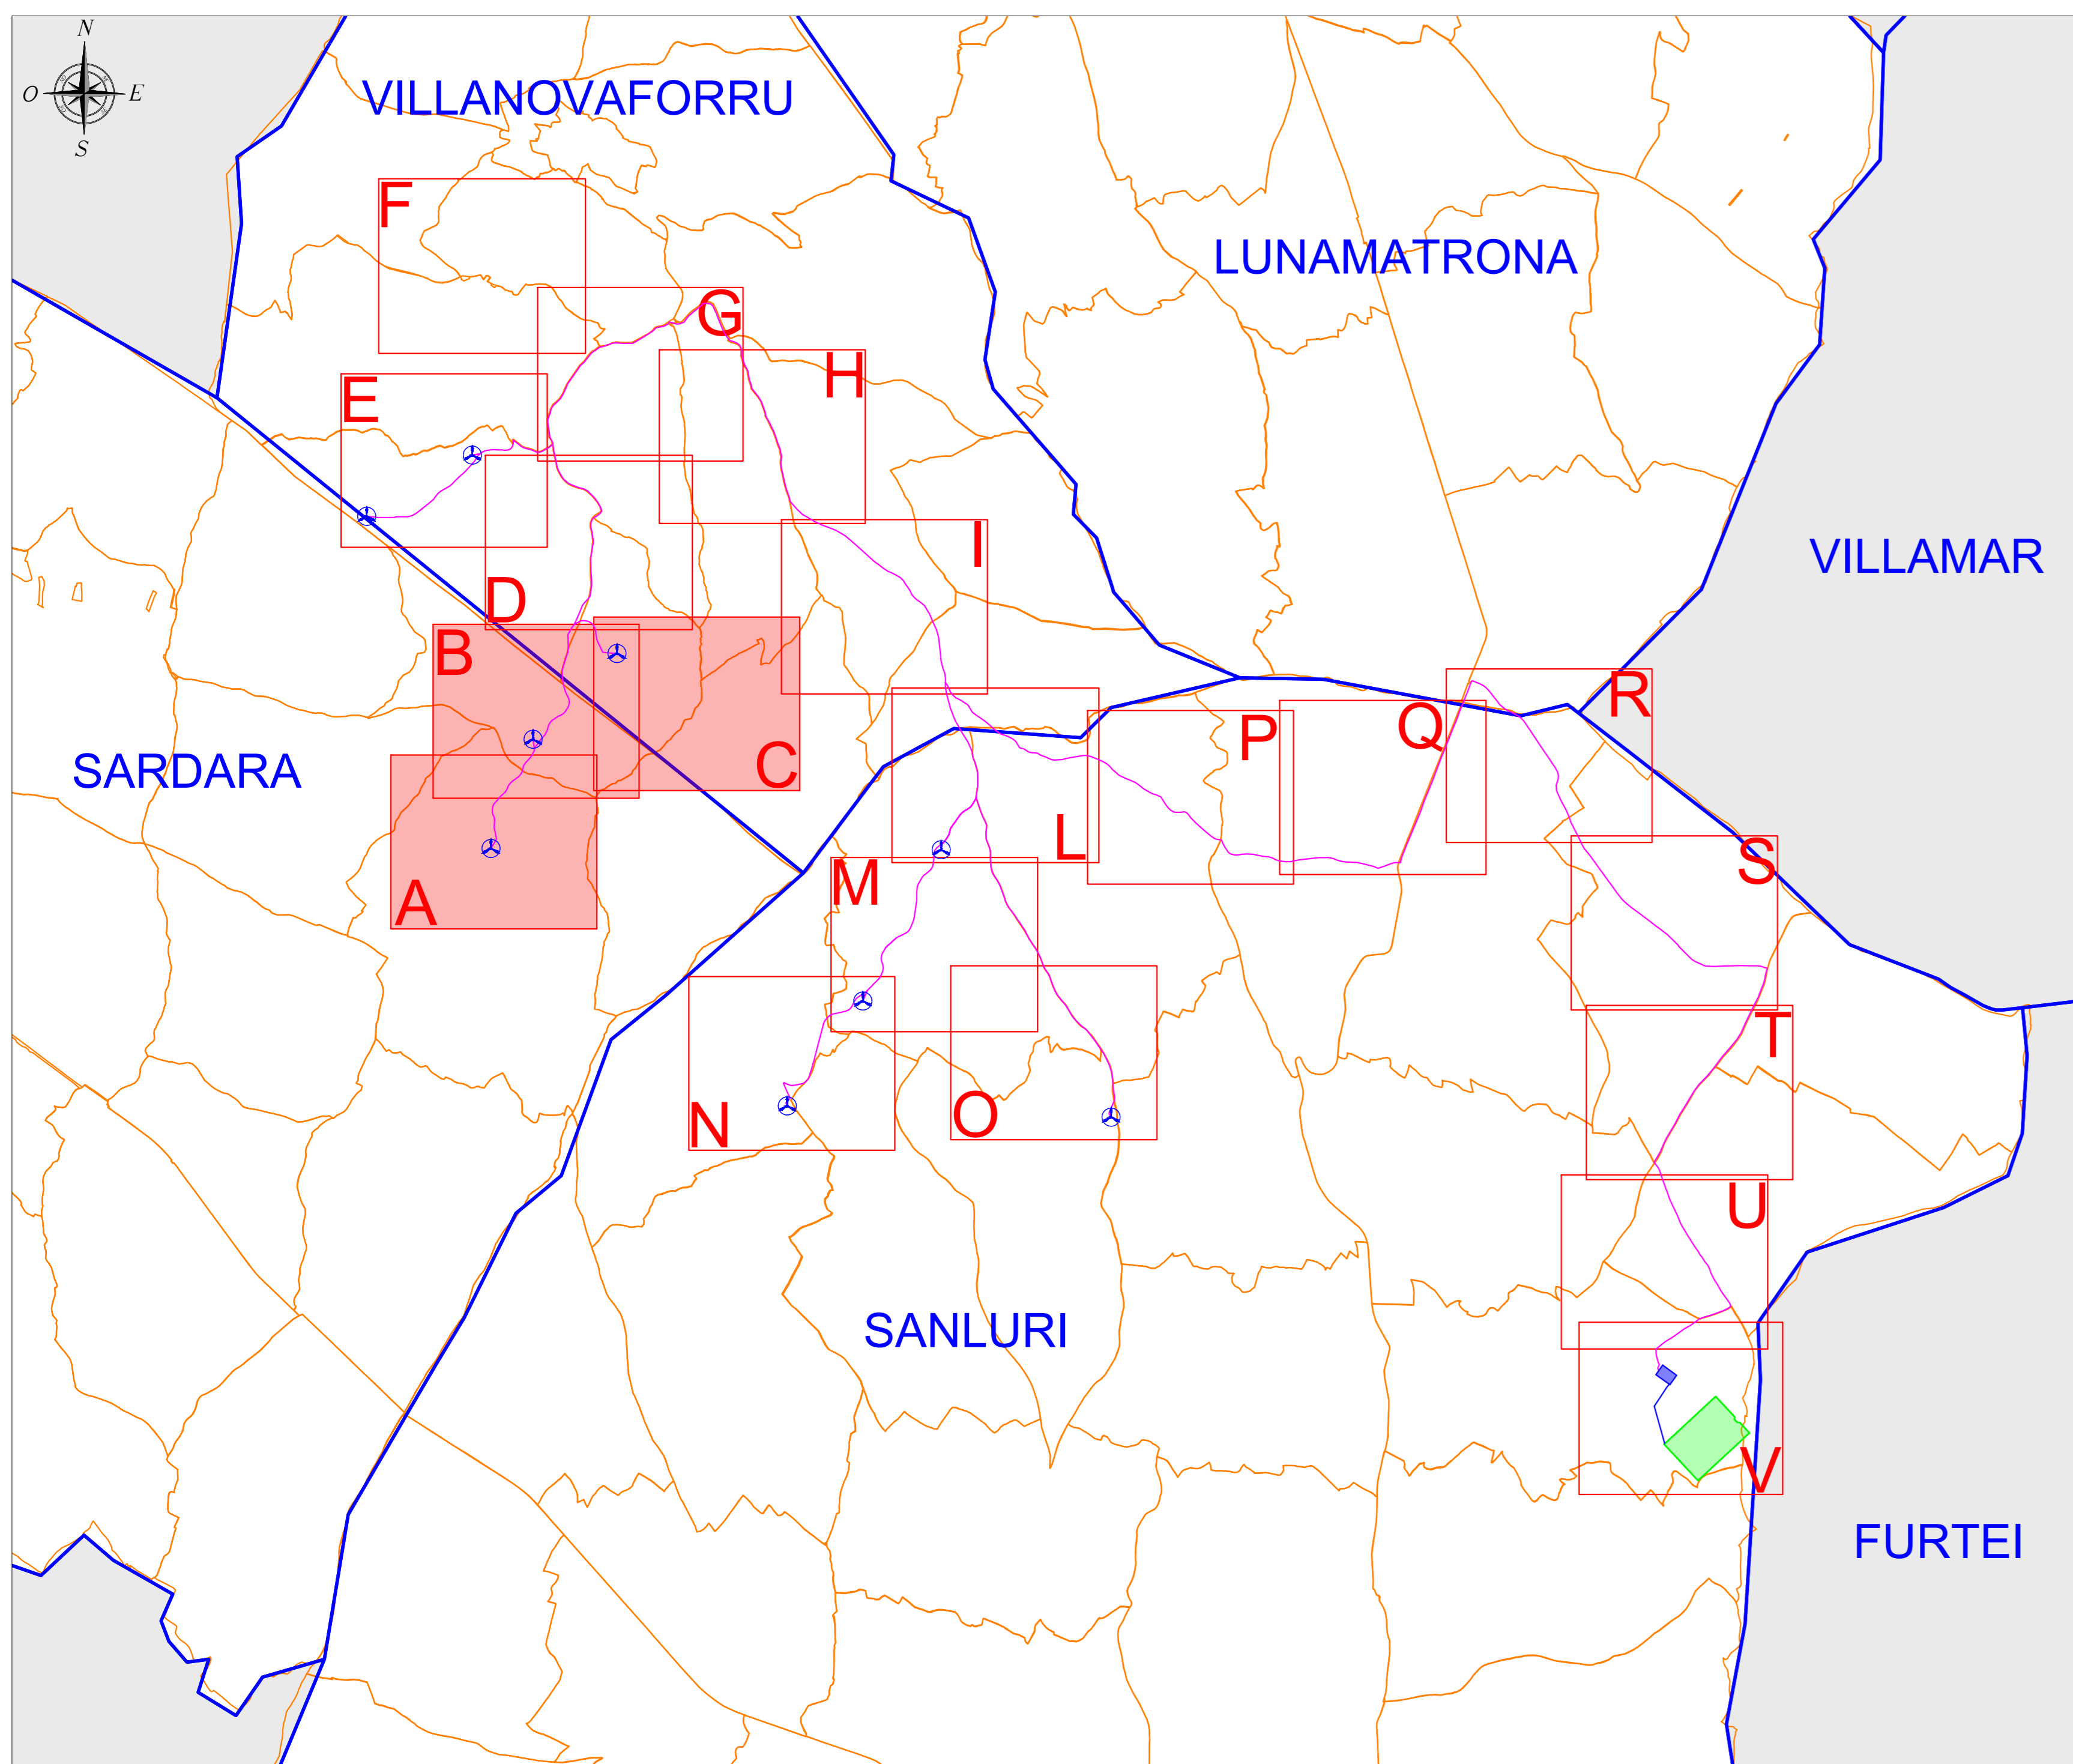 N
O
E
S
VILLANOVAFORRU
F
LUNAMATRONA
G
H
E
I
VILLAMAR
D
B
R
P
Q
SARDARA
C
L
S
M
A
T
N
O
U
SANLURI
V
FURTEI